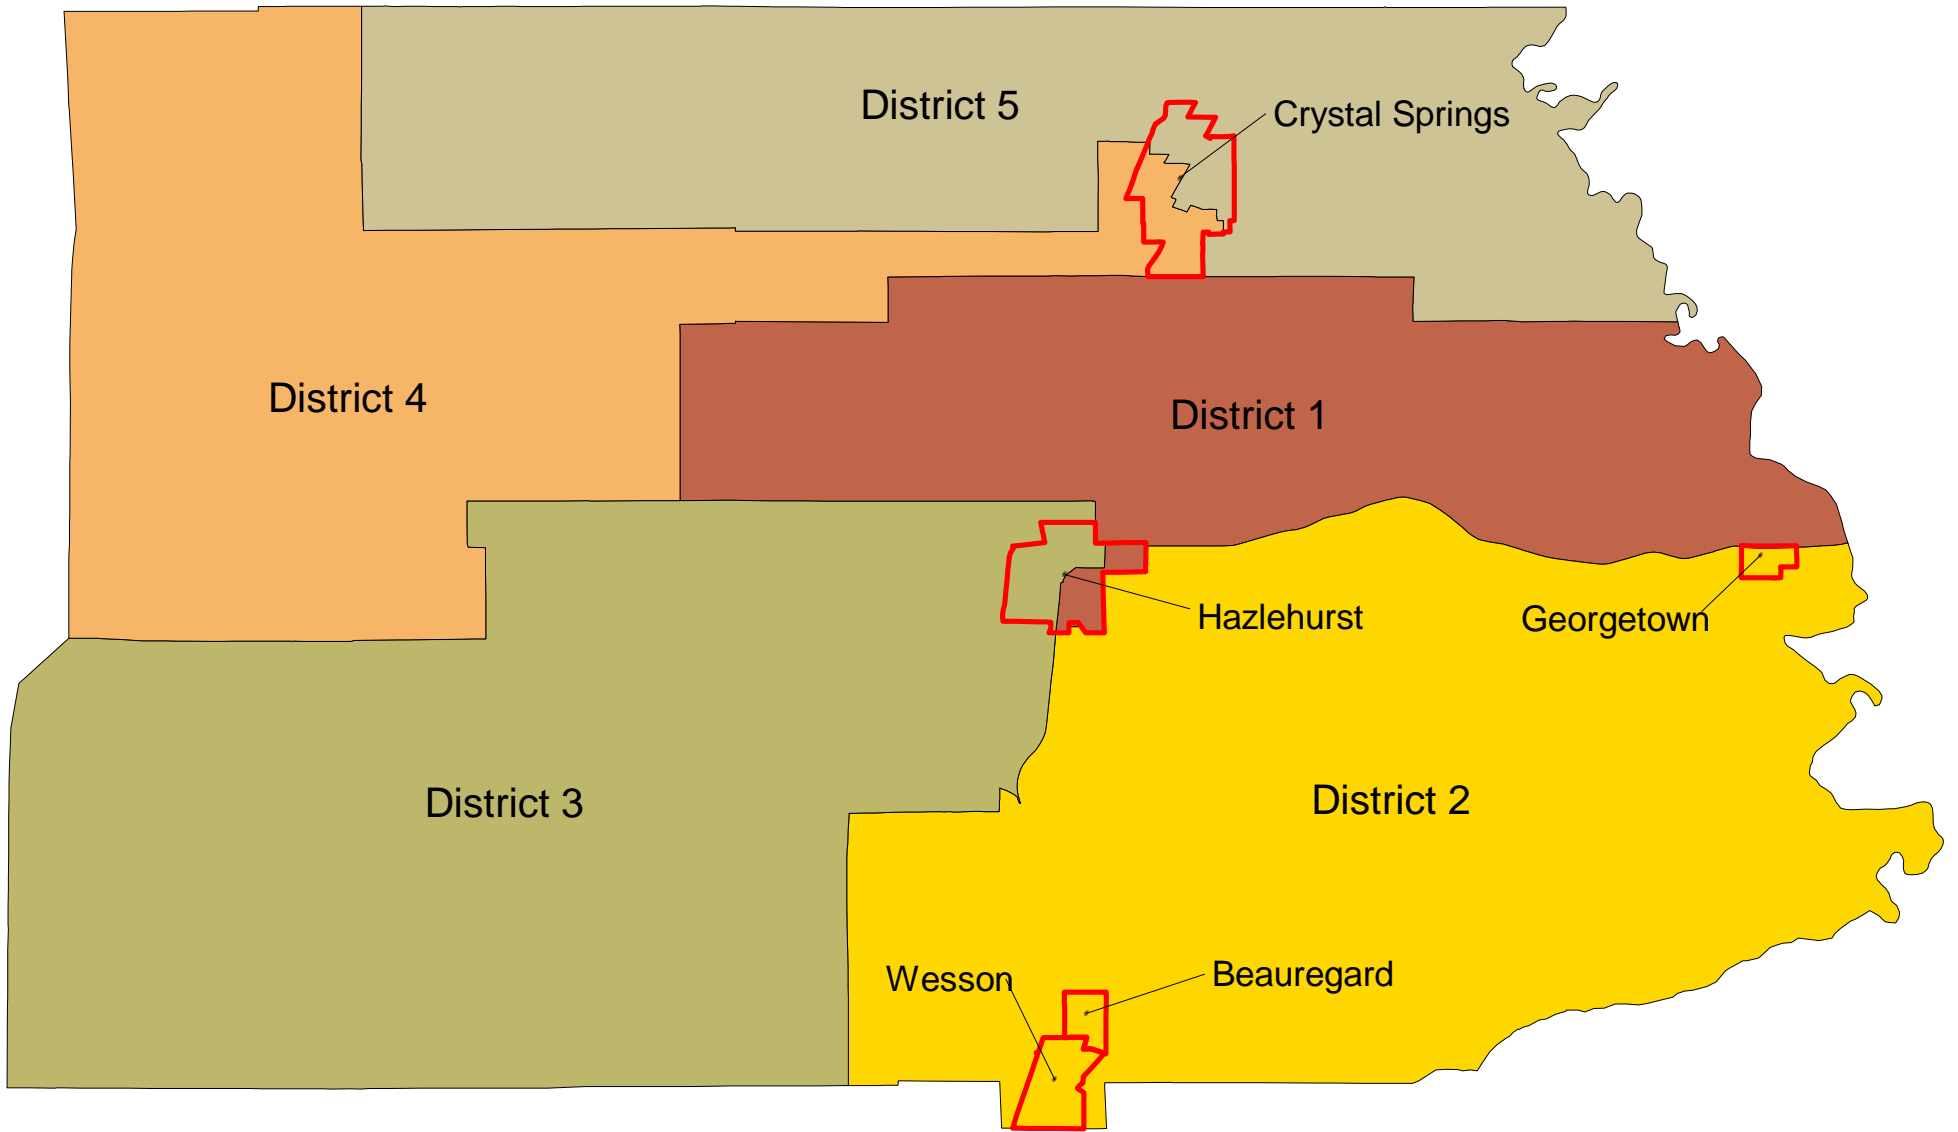 District 5
Crystal Springs
District 4
District 1
Hazlehurst
Georgetown
District 3
District 2
Wesson
Beauregard